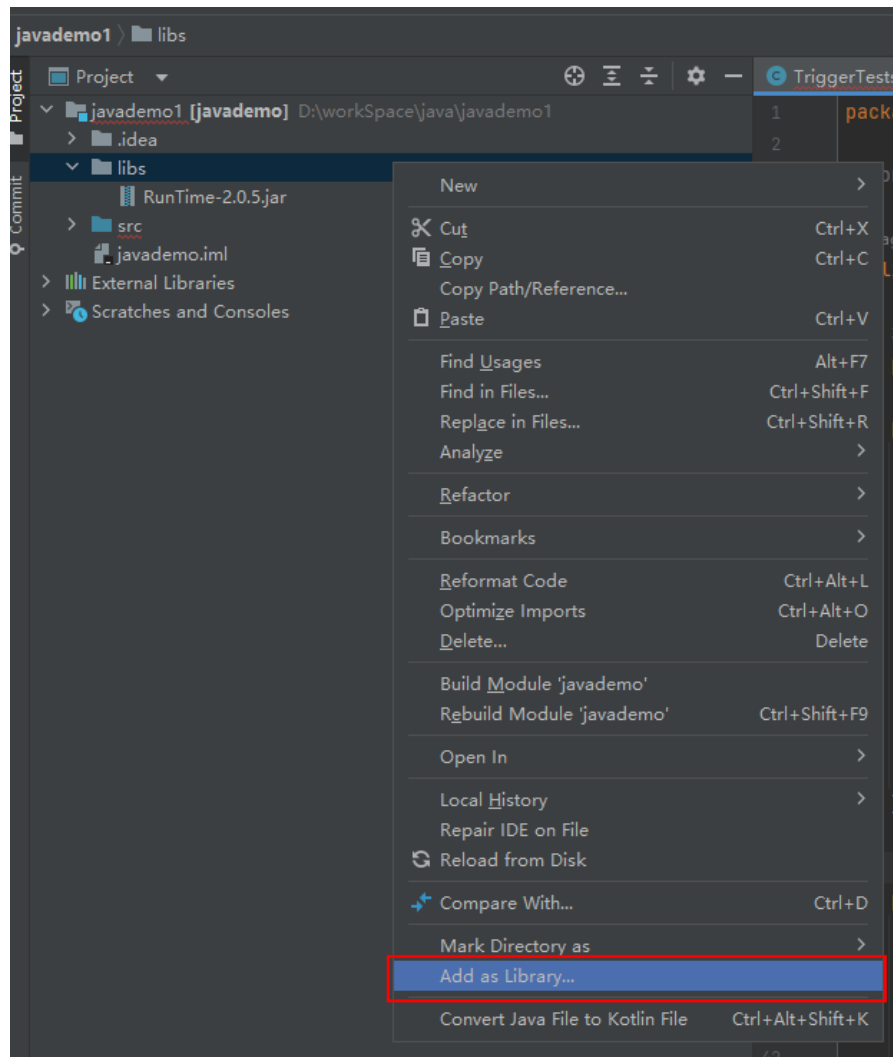 javademo1 libs
Project
Project
Commit
TriggerTests
javademo1 [javademo] D:\workSpace\java\javademo1
.idea
libs
RunTime-2.0.5.jar
src
javademo.iml
External Libraries
Scratches and Consoles
1
2
New
Cut Ctrl+X
Copy Ctrl+C
Copy Path/Reference...
Paste Ctrl+V
Find Usages Alt+F7
Find in Files... Ctrl+Shift+F
Replace in Files... Ctrl+Shift+R
Analyze
Refactor
Bookmarks
Reformat Code Ctrl+Alt+L
Optimize Imports Ctrl+Alt+O
Delete... Delete
Build Module 'javademo'
Rebuild Module 'javademo' Ctrl+Shift+F9
Open In
Local History
Repair IDE on File
Reload from Disk
Compare With... Ctrl+D
Mark Directory as
Add as Library...
Convert Java File to Kotlin File Ctrl+Alt+Shift+K